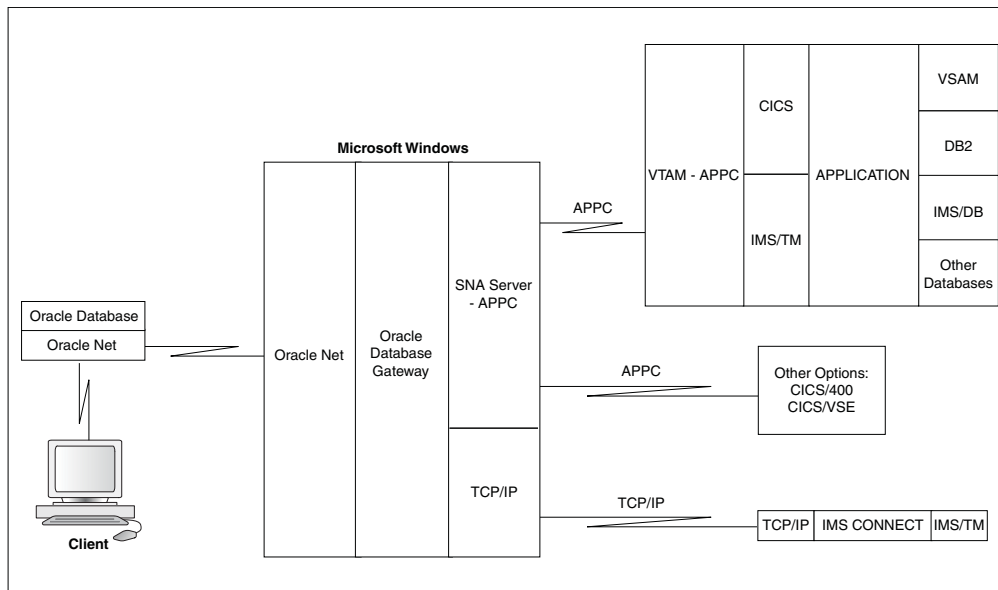 Microsoft Windows
Oracle Database
Oracle Net
Client
Oracle Net
Oracle
Database
Gateway
SNA Server
- APPC
TCP/IP
APPC
VTAM - APPC
CICS
IMS/TM
APPLICATION
VSAM
DB2
IMS/DB
Other
Databases
APPC
Other Options:
CICS/400
CICS/VSE
TCP/IP
TCP/IP
IMS CONNECT
IMS/TM